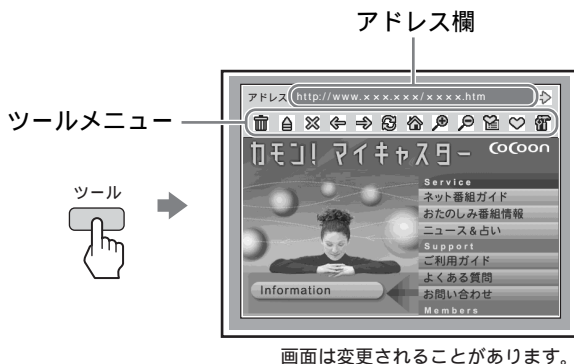 アドレス欄
アドレス http://www.×××.×××/××××.htm
ツールメニュー
ツール
カモン! マイキャスター
CoCoon
Service
ネット番組ガイド
おたのしみ番組情報
ニュース&占い
Support
ご利用ガイド
よくある質問
お問い合わせ
Members
Information
画面は変更されることがあります。